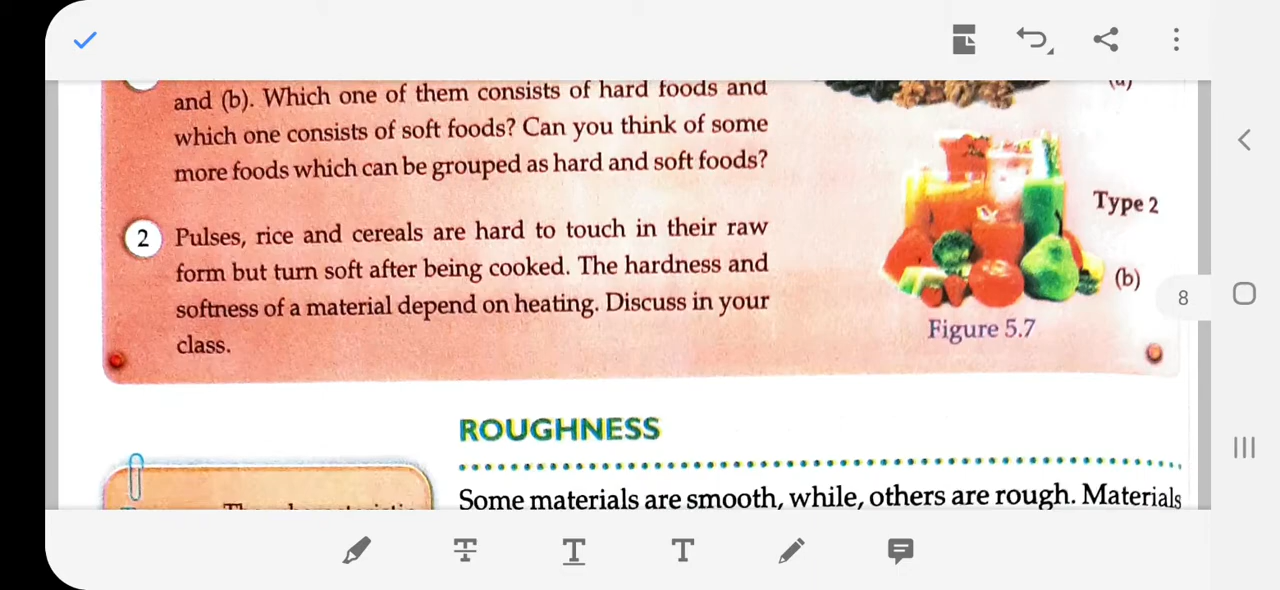 and (b). Which one of them consists of hard foods and
which one consists of soft foods? Can you think of some
more foods which can be grouped as hard and soft foods?
(a)
Type 2
(b)
Figure 5.7
2 Pulses, rice and cereals are hard to touch in their raw
form but turn soft after being cooked. The hardness and
softness of a material depend on heating. Discuss in your
class.
8
ROUGHNESS
Some materials are smooth, while, others are rough. Materials
T T T